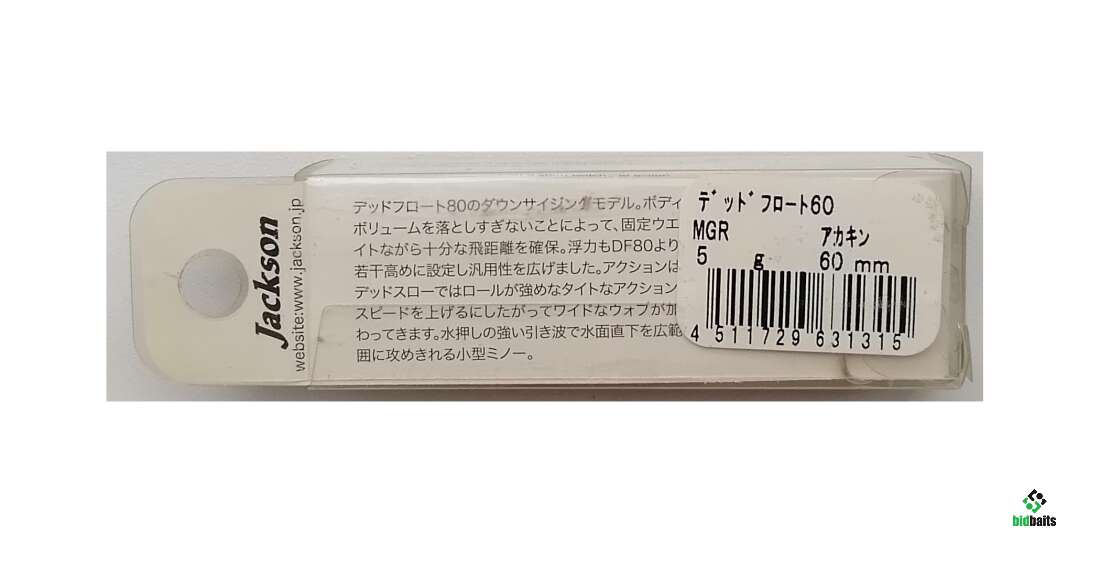 Jackson
website:www.jackson.jp
デッドフロート80のダウンサイジングモデル。ボディ
ボリュームを落としすぎないことによって、固定ウエ
イトながら十分な飛距離を確保。浮力もDF80より
若干高めに設定し汎用性を広げました。アクションは
デッドスローではロールが強めなタイトなアクション
スピードを上げるにしたがってワイドなウォブが加
わってきます。水押しの強い引き波で水面直下を広範
囲に攻めきれる小型ミノー。
ﾃﾞｯﾄﾞﾌﾛｰﾄ60
MGR ｱｶｷﾝ
5 g 60 mm
4 511729 631315
bidbaits